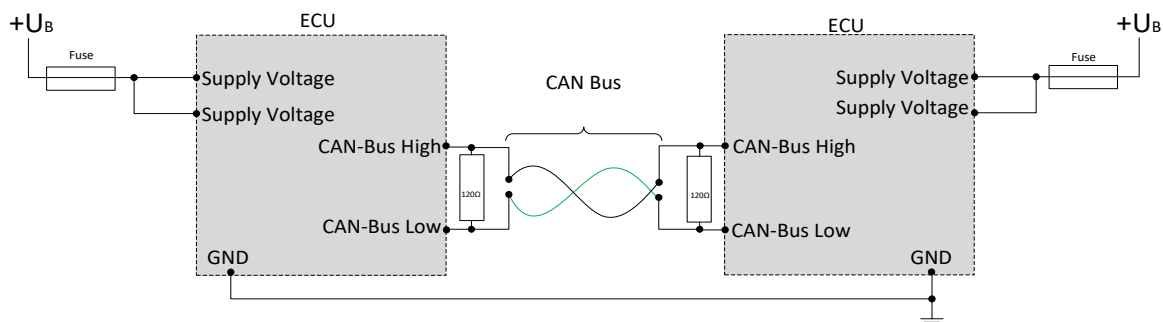 ECU
ECU
+UB
+UB
Fuse
Fuse
Supply Voltage
Supply Voltage
CAN Bus
Supply Voltage
Supply Voltage
CAN-Bus High
CAN-Bus High
120Ω
120Ω
CAN-Bus Low
CAN-Bus Low
GND
GND